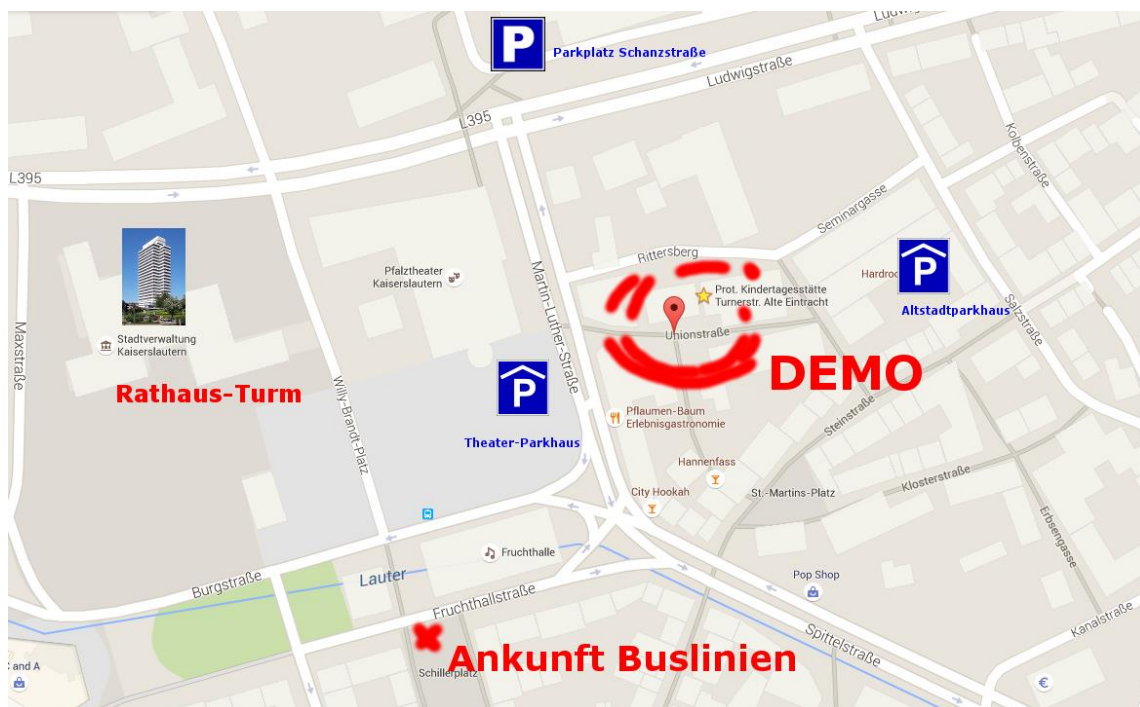 P
Parkplatz Schanzstraße
Ludwigstraße
L395
L395
Kolbenstraße
Seminargasse
Rittersberg
Pfalztheater
Kaiserslautern
Martin-Luther-Straße
Prot. Kindertagesstätte
Turnerstr. Alte Eintracht
Hardroc
P
Altstadtparkhaus
Salzstraße
Unionstraße
Maxstraße
Stadtverwaltung
Kaiserslautern
Rathaus-Turm
DEMO
P
Theater-Parkhaus
Willy-Brandt-Platz
Pflaumen-Baum
Erlebnisgastronomie
Steinstraße
Hannenfass
City Hookah
St.-Martins-Platz
Klosterstraße
Erbsengasse
Fruchthalle
Pop Shop
Burgstraße
Lauter
Fruchthallstraße
Spittelstraße
Kanalstraße
Ankunft Buslinien
Schillerplatz
C and A
€